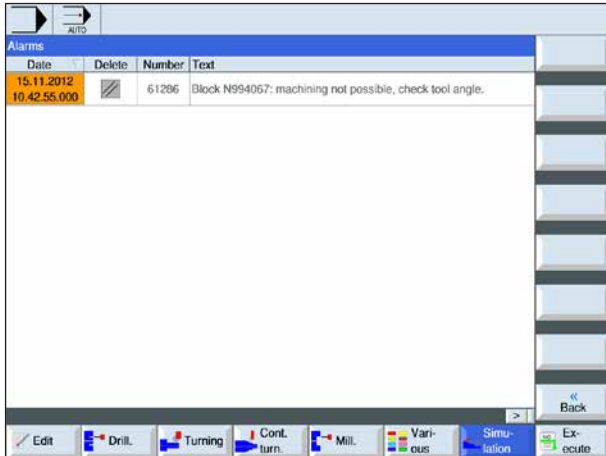 AUTO
Alarms
Date Delete Number Text
15.11.2012
10.42.55.000
61286 Block N994067: machining not possible, check tool angle.
>
«
Back
Edit
Drill.
Turning
Cont.
turn.
Mill.
Vari-
ous
Simu-
lation
Ex-
ecute